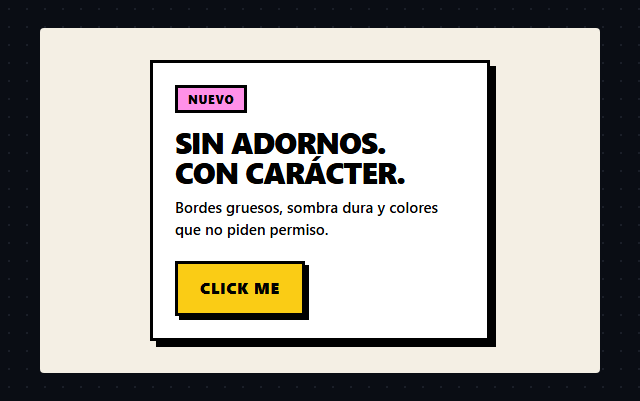 NUEVO
SIN ADORNOS.
CON CARÁCTER.
Bordes gruesos, sombra dura y colores
que no piden permiso.
CLICK ME